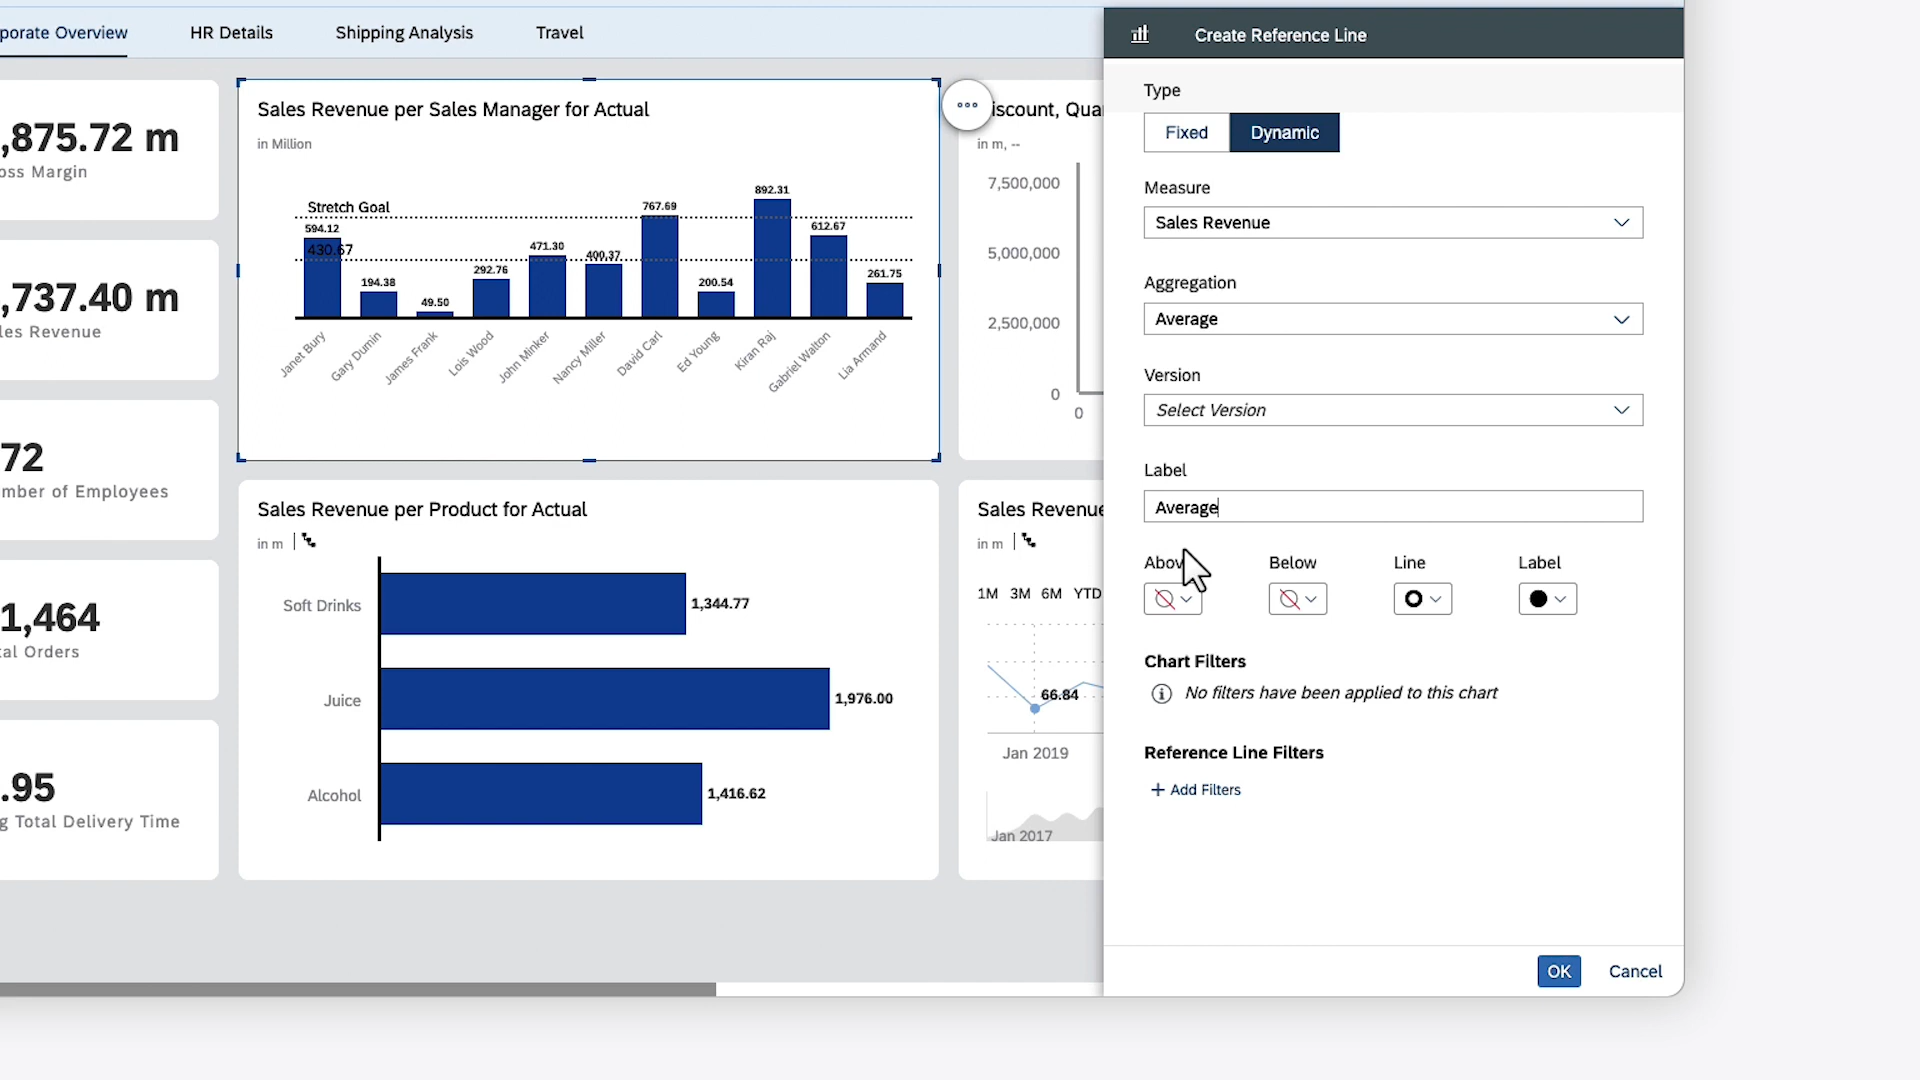 porate Overview
HR Details
Shipping Analysis
Travel
,875.72 m
oss Margin
,737.40 m
les Revenue
72
mber of Employees
1,464
tal Orders
.95
g Total Delivery Time
Sales Revenue per Sales Manager for Actual
in Million
Stretch Goal
430.67
594.12
194.38
49.50
292.76
471.30
400.37
767.69
200.54
892.31
612.67
261.75
Janet Bury
Gary Dumin
James Frank
Lois Wood
John Minker
Nancy Miller
David Carl
Ed Young
Kiran Raj
Gabriel Walton
Lia Armand
Sales Revenue per Product for Actual
in m
Soft Drinks
1,344.77
Juice
1,976.00
Alcohol
1,416.62
iscount, Qua
in m, --
7,500,000
5,000,000
2,500,000
0
0
Sales Revenue
in m
1M 3M 6M YTD
66.84
Jan 2019
Jan 2017
Create Reference Line
Type
Fixed
Dynamic
Measure
Sales Revenue
Aggregation
Average
Version
Select Version
Label
Average
Abov
Below
Line
Label
Chart Filters
No filters have been applied to this chart
Reference Line Filters
+ Add Filters
OK
Cancel